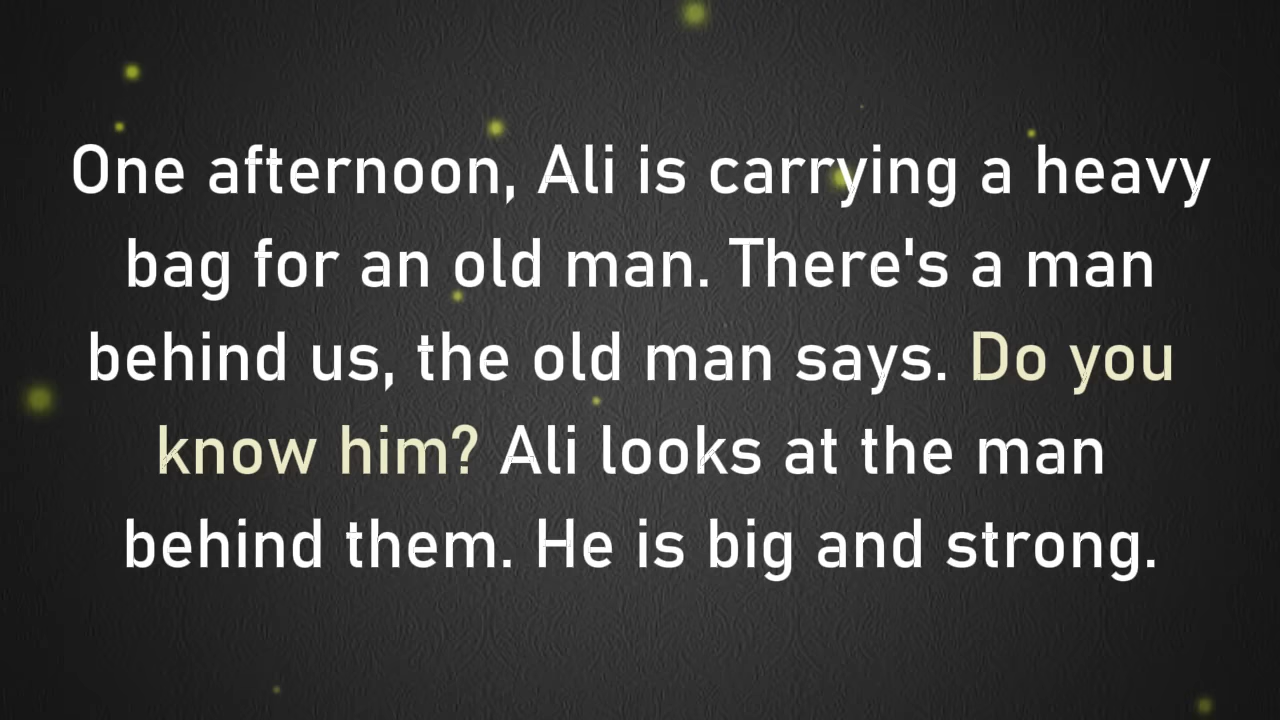 One afternoon, Ali is carrying a heavy
bag for an old man. There's a man
behind us, the old man says. Do you
know him? Ali looks at the man
behind them. He is big and strong.